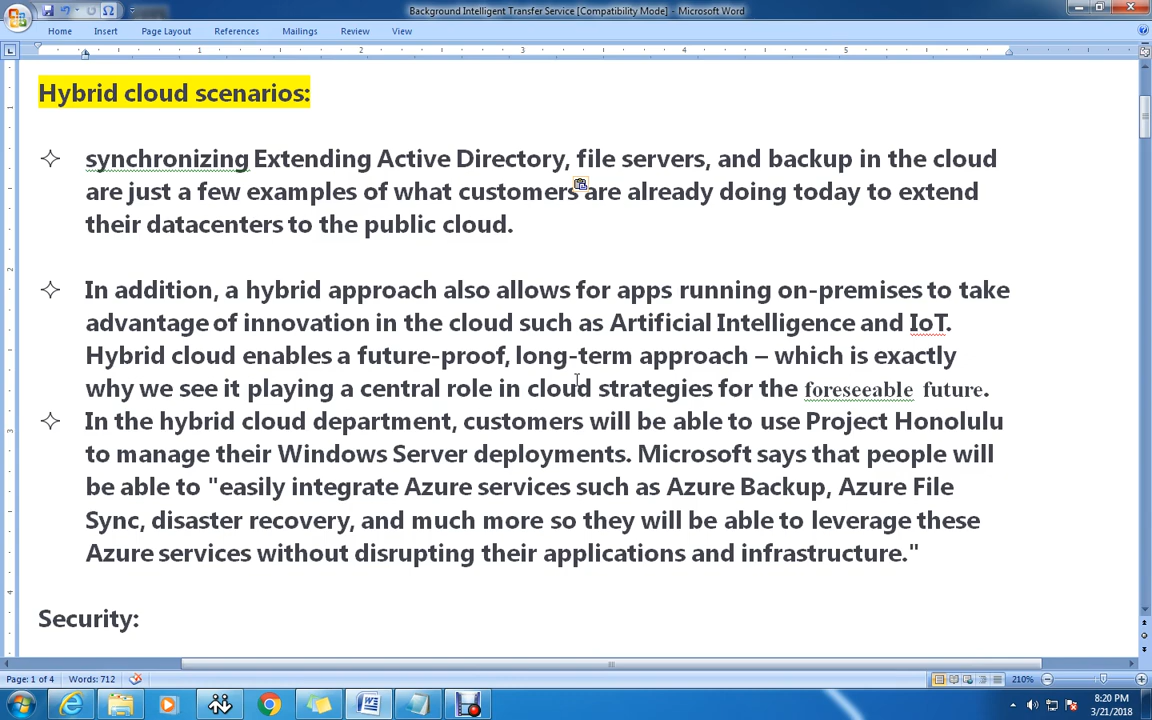 Background Intelligent Transfer Service [Compatibility Mode] - Microsoft Word
Home Insert Page Layout References Mailings Review View
1 2 3 4 5
Hybrid cloud scenarios:
synchronizing Extending Active Directory, file servers, and backup in the cloud
are just a few examples of what customers are already doing today to extend
their datacenters to the public cloud.
In addition, a hybrid approach also allows for apps running on-premises to take
advantage of innovation in the cloud such as Artificial Intelligence and IoT.
Hybrid cloud enables a future-proof, long-term approach – which is exactly
why we see it playing a central role in cloud strategies for the foreseeable future.
In the hybrid cloud department, customers will be able to use Project Honolulu
to manage their Windows Server deployments. Microsoft says that people will
be able to "easily integrate Azure services such as Azure Backup, Azure File
Sync, disaster recovery, and much more so they will be able to leverage these
Azure services without disrupting their applications and infrastructure."
Security:
Page: 1 of 4 Words: 712 210%
8:20 PM
3/21/2018